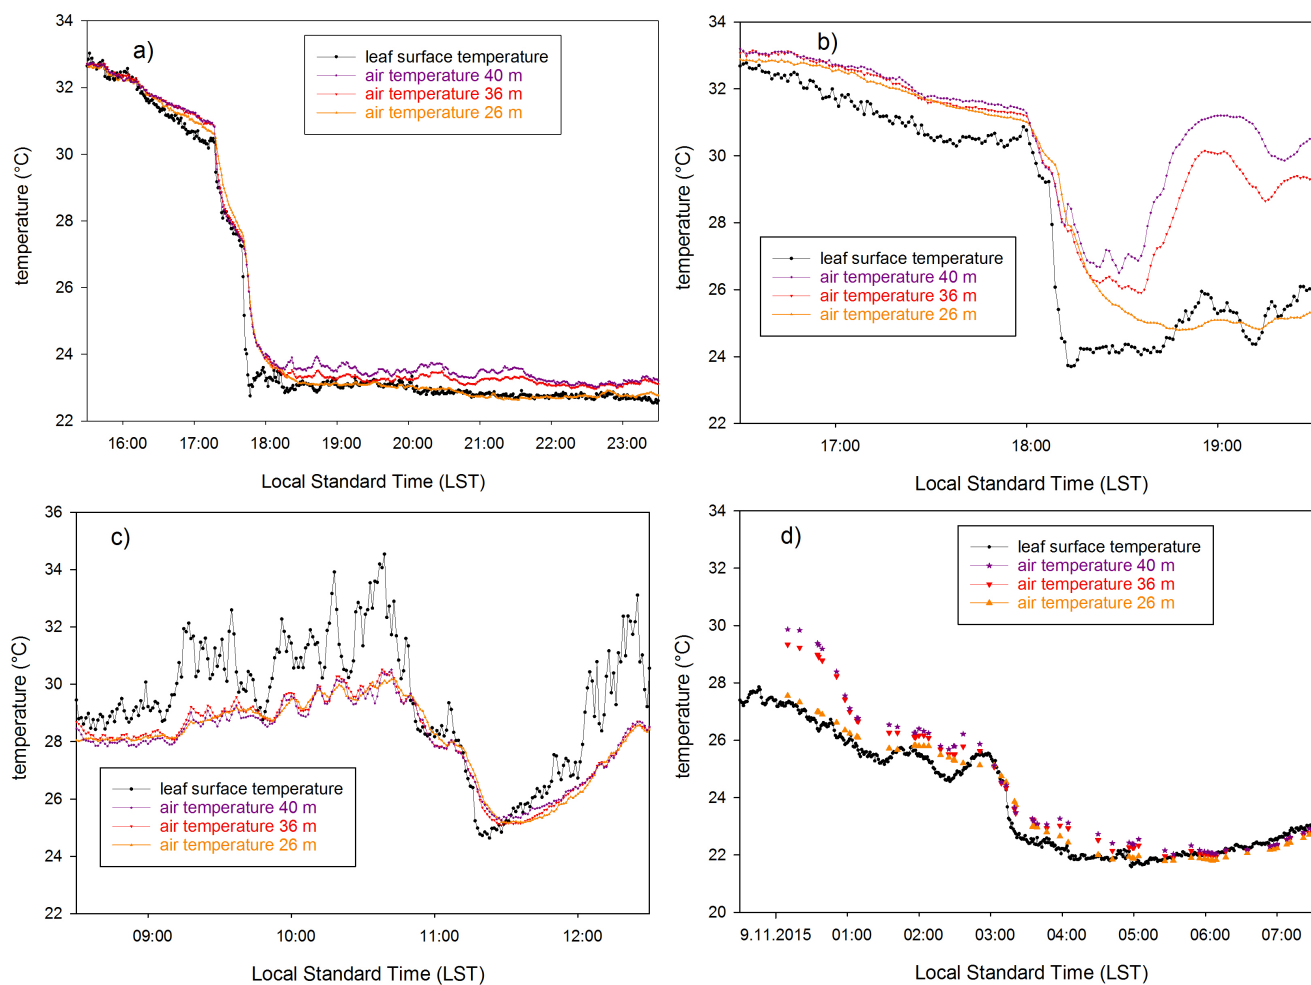 a)
34
32
30
28
26
24
22
temperature (°C)
leaf surface temperature
air temperature 40 m
air temperature 36 m
air temperature 26 m
16:00 17:00 18:00 19:00 20:00 21:00 22:00 23:00
Local Standard Time (LST)
b)
34
32
30
28
26
24
22
temperature (°C)
leaf surface temperature
air temperature 40 m
air temperature 36 m
air temperature 26 m
17:00 18:00 19:00
Local Standard Time (LST)
c)
36
34
32
30
28
26
24
22
temperature (°C)
leaf surface temperature
air temperature 40 m
air temperature 36 m
air temperature 26 m
09:00 10:00 11:00 12:00
Local Standard Time (LST)
d)
34
32
30
28
26
24
22
20
temperature (°C)
leaf surface temperature
air temperature 40 m
air temperature 36 m
air temperature 26 m
9.11.2015 01:00 02:00 03:00 04:00 05:00 06:00 07:00
Local Standard Time (LST)